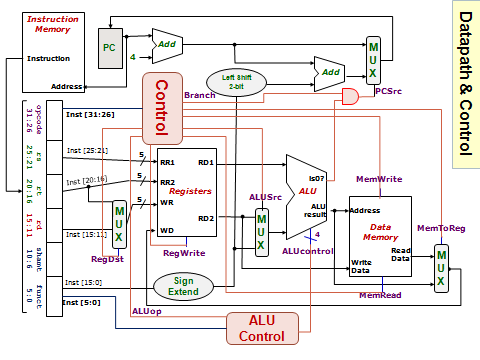 Instruction
Memory
Instruction
Address
PC
4
Add
Left Shift
2-bit
Add
M
U
X
PCSrc
Datapath & Control
Control
Branch
opcode
31:26
rs
25:21
rt
20:16
rd
15:11
shamt
10:6
funct
5:0
Inst [31:26]
Inst [25:21]
Inst [20:16]
Inst [15:11]
Inst [15:0]
Inst [5:0]
5
5
5
M
U
X
RegDst
RR1
RR2
WR
WD
RD1
RD2
Registers
RegWrite
Sign
Extend
ALUop
ALUSrc
M
U
X
Is0?
ALU
ALU
result
4
ALUcontrol
ALU
Control
MemWrite
Address
Data
Memory
Read
Data
Write
Data
MemRead
MemToReg
M
U
X